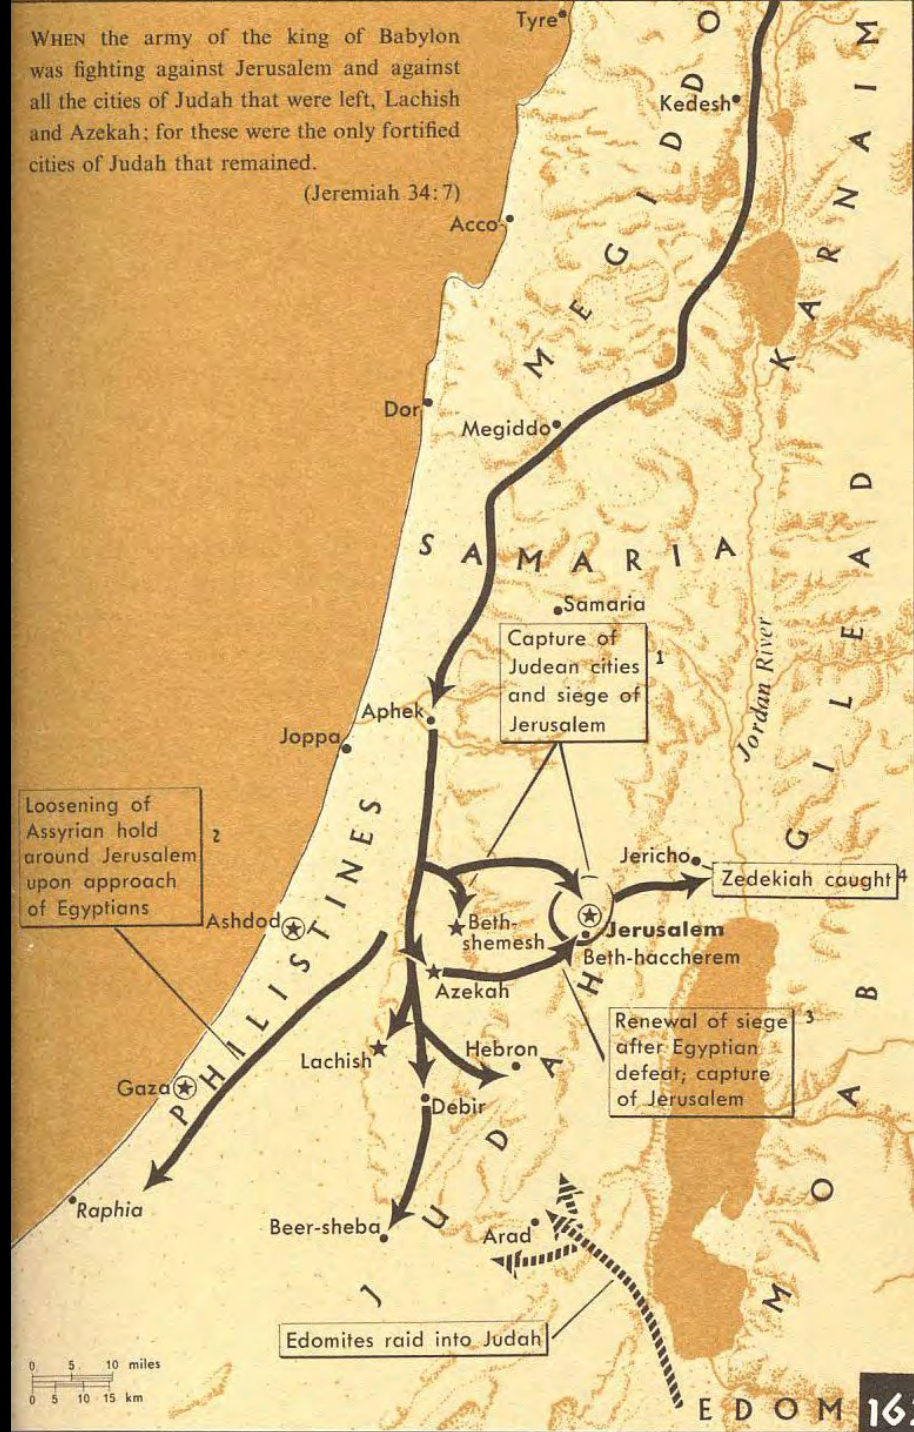 WHEN the army of the king of Babylon
was fighting against Jerusalem and against
all the cities of Judah that were left, Lachish
and Azekah; for these were the only fortified
cities of Judah that remained.
(Jeremiah 34:7)
Tyre
Kedesh
MEGIDDO
KARNAIM
Acco
Dor
Megiddo
SAMARIA
Samaria
GILEAD
Jordan River
Capture of
Judean cities
and siege of
Jerusalem
1
Aphek
Joppa
Loosening of
Assyrian hold
around Jerusalem
upon approach
of Egyptians
2
PHILISTINES
Jericho
Zedekiah caught
4
Ashdod
Beth-
shemesh
Jerusalem
Beth-haccherem
Azekah
Renewal of siege
after Egyptian
defeat; capture
of Jerusalem
3
Lachish
Hebron
Gaza
Debir
JUDAH
MOAB
Raphia
Beer-sheba
Arad
Edomites raid into Judah
0 5 10 miles
0 5 10 15 km
EDOM